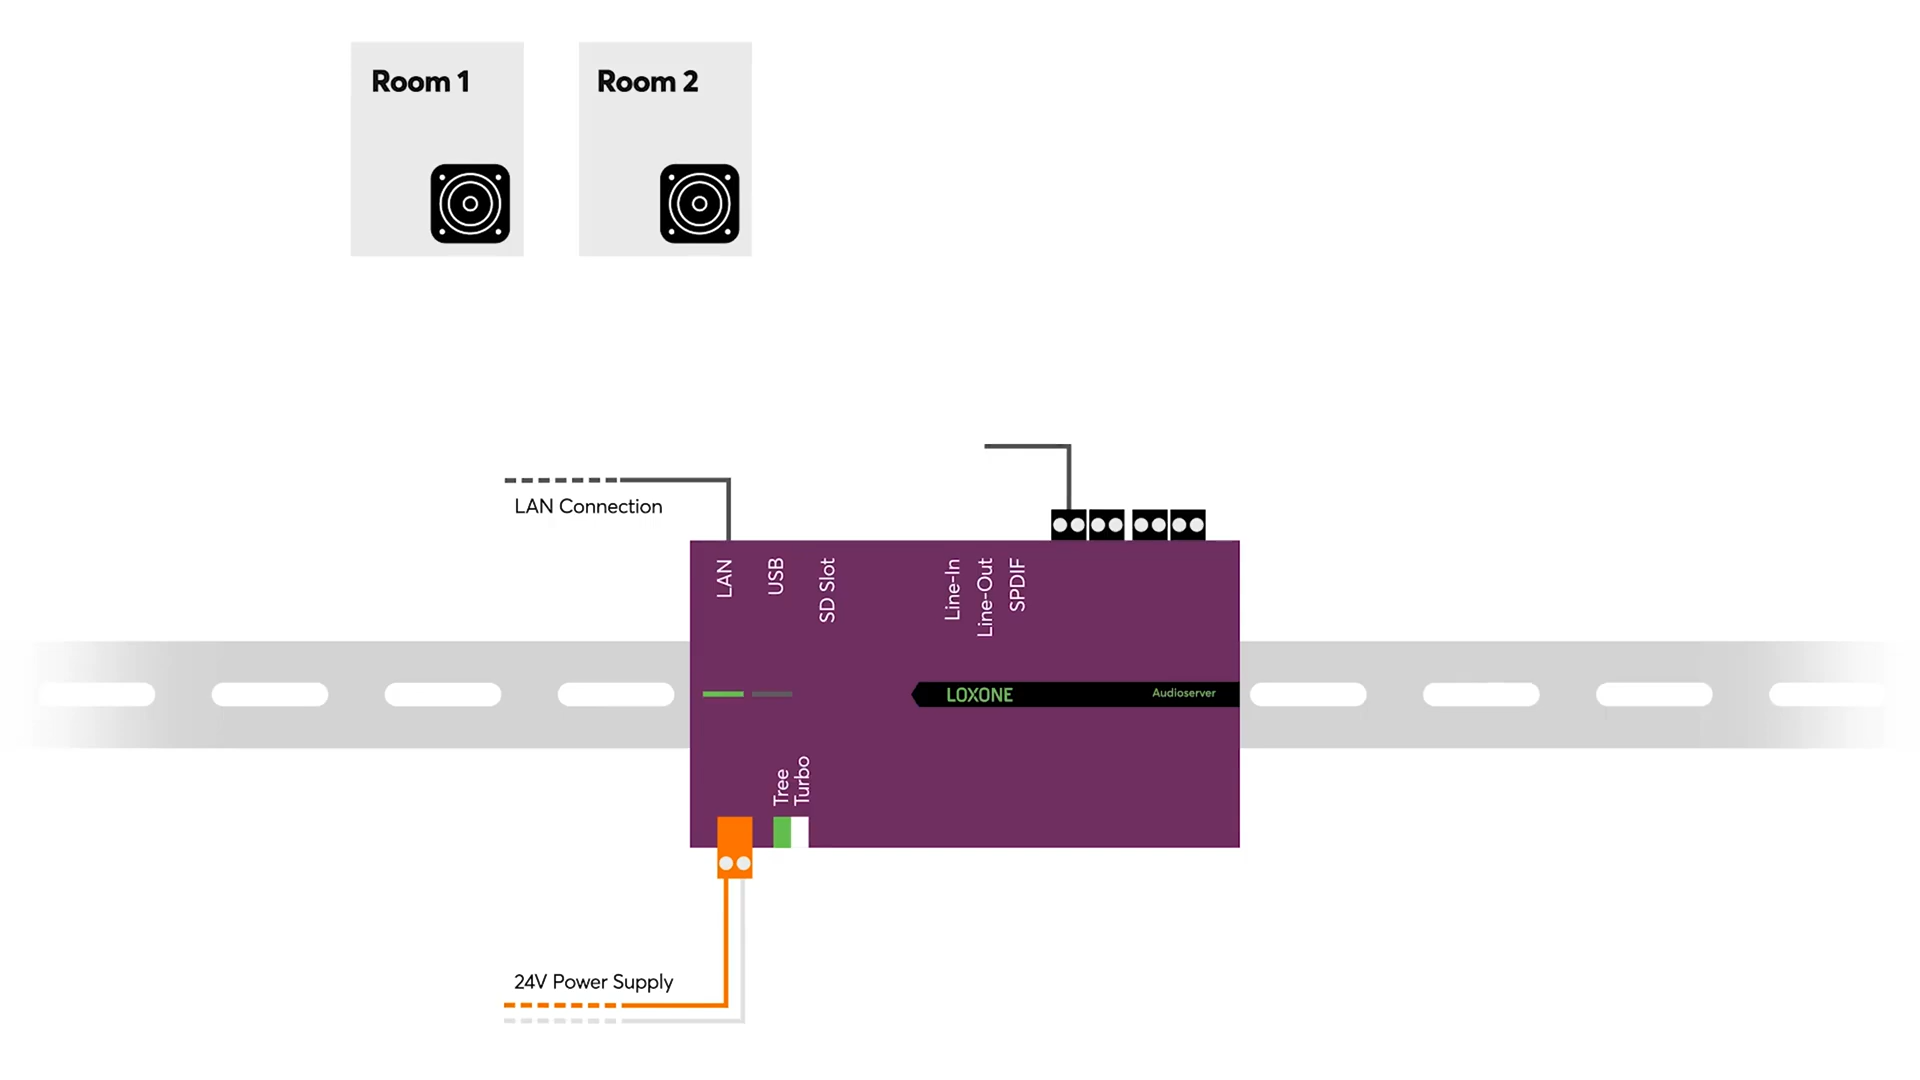 Room 1
Room 2
LAN Connection
LAN
USB
SD Slot
Line-In
Line-Out
SPDIF
LOXONE
Audioserver
Tree
Turbo
24V Power Supply